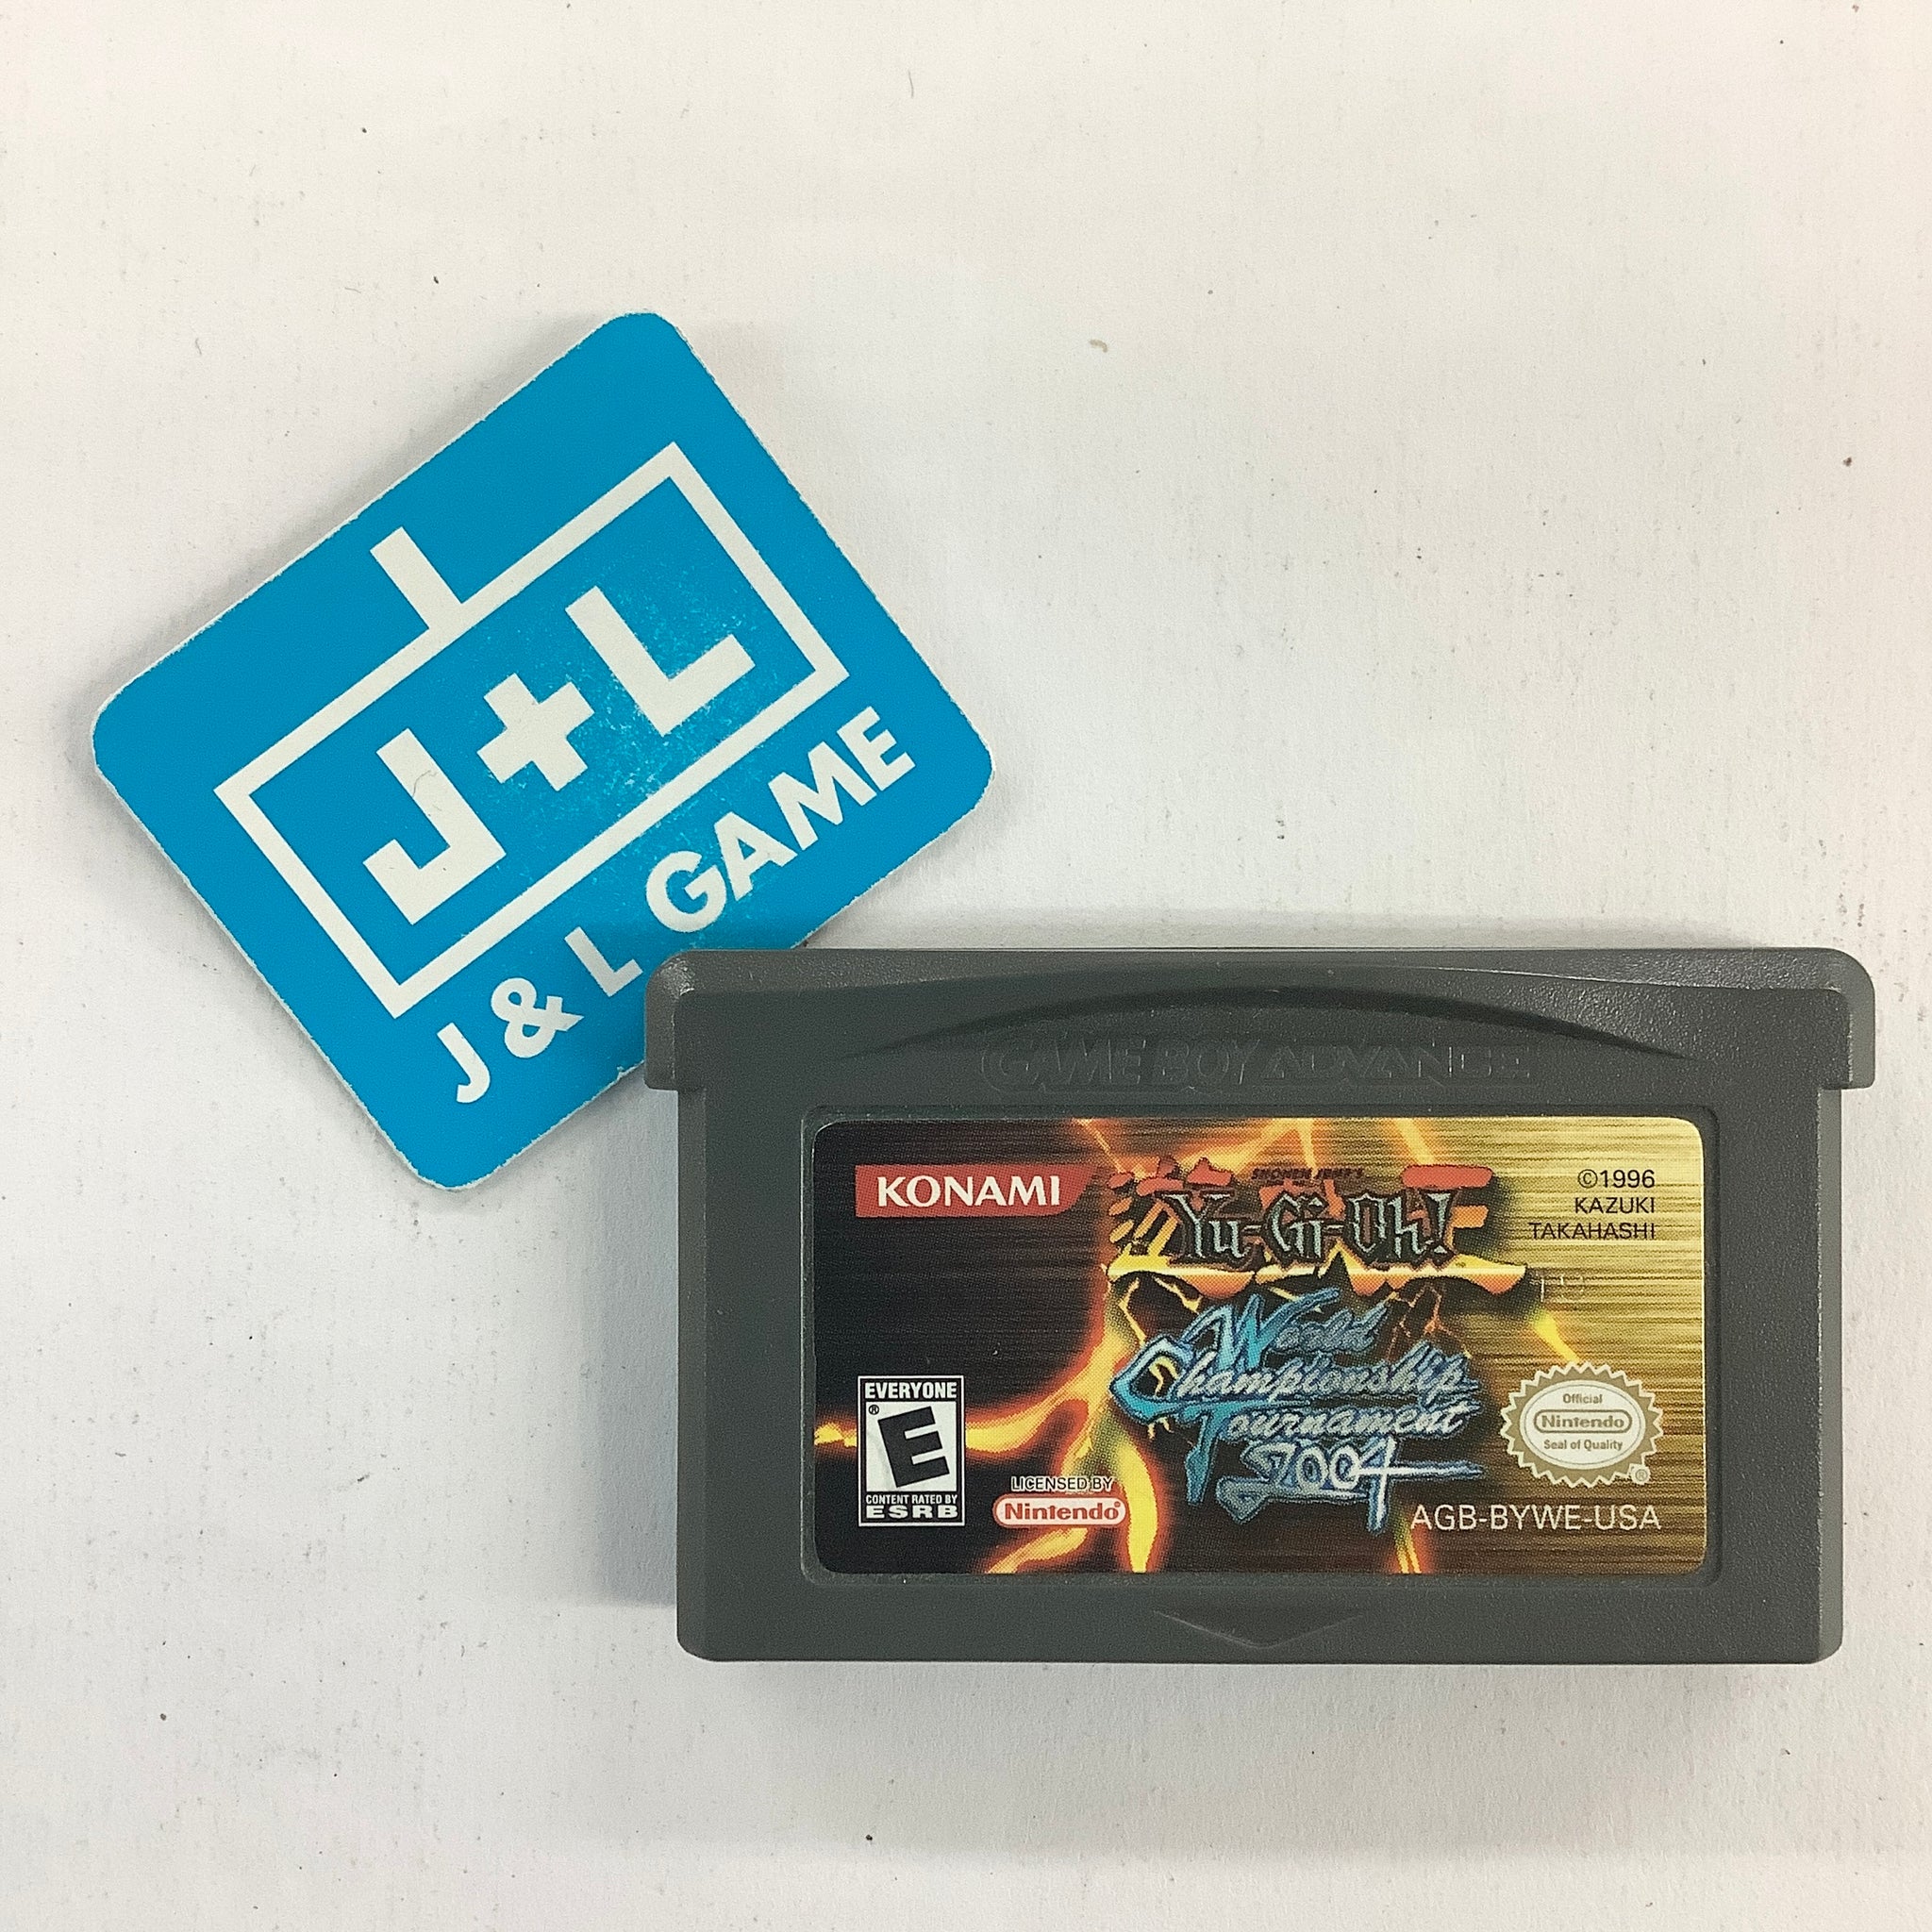 J+L
J & L GAME
GAME BOY ADVANCE
KONAMI
SHONEN JUMP'S
Yu-Gi-Oh!
©1996
KAZUKI
TAKAHASHI
World
Championship
Tournament
2004
EVERYONE
E
®
CONTENT RATED BY
ESRB
LICENSED BY
Nintendo®
Official
Nintendo
Seal of Quality
®
AGB-BYWE-USA